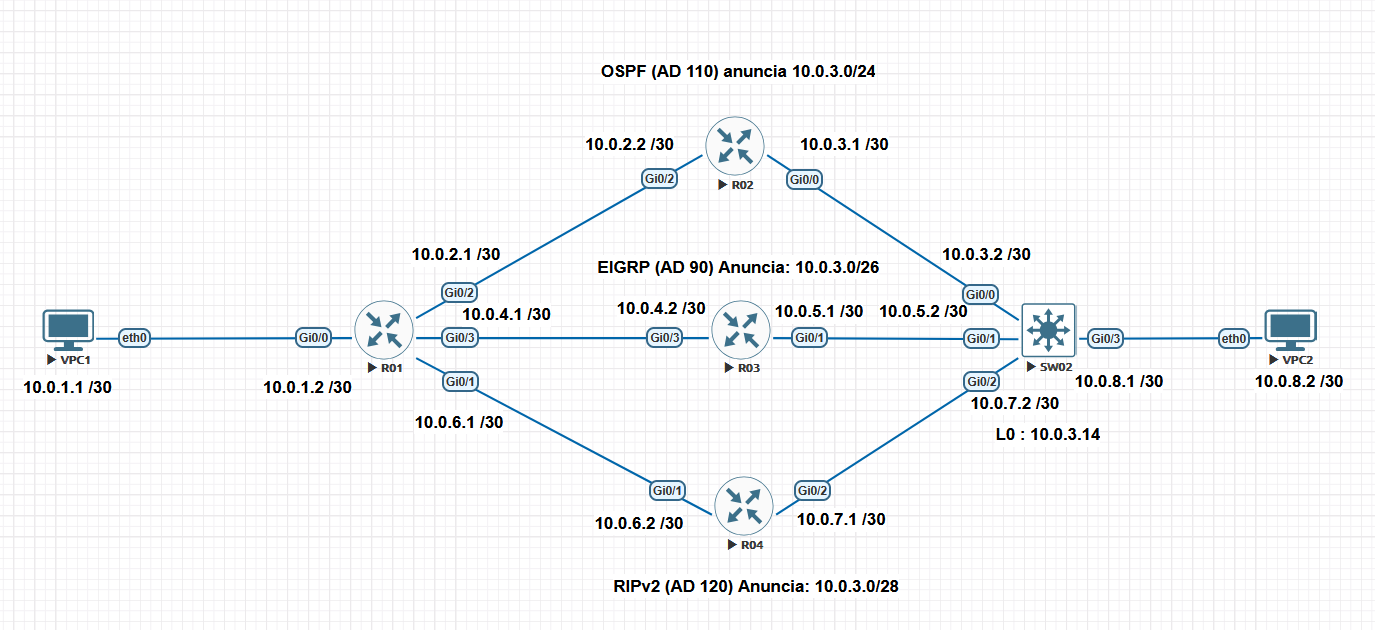 OSPF (AD 110) anuncia 10.0.3.0/24
10.0.2.2 /30
10.0.3.1 /30
Gi0/2
R02
Gi0/0
10.0.2.1 /30
10.0.3.2 /30
EIGRP (AD 90) Anuncia: 10.0.3.0/26
Gi0/2
Gi0/0
10.0.4.1 /30
10.0.4.2 /30
10.0.5.1 /30
10.0.5.2 /30
eth0
Gi0/0
Gi0/3
Gi0/3
Gi0/1
Gi0/1
Gi0/3
eth0
VPC1
R01
R03
SW02
VPC2
10.0.1.1 /30
10.0.1.2 /30
Gi0/1
Gi0/2
10.0.8.1 /30
10.0.8.2 /30
10.0.7.2 /30
10.0.6.1 /30
L0 : 10.0.3.14
Gi0/1
Gi0/2
10.0.6.2 /30
10.0.7.1 /30
R04
RIPv2 (AD 120) Anuncia: 10.0.3.0/28